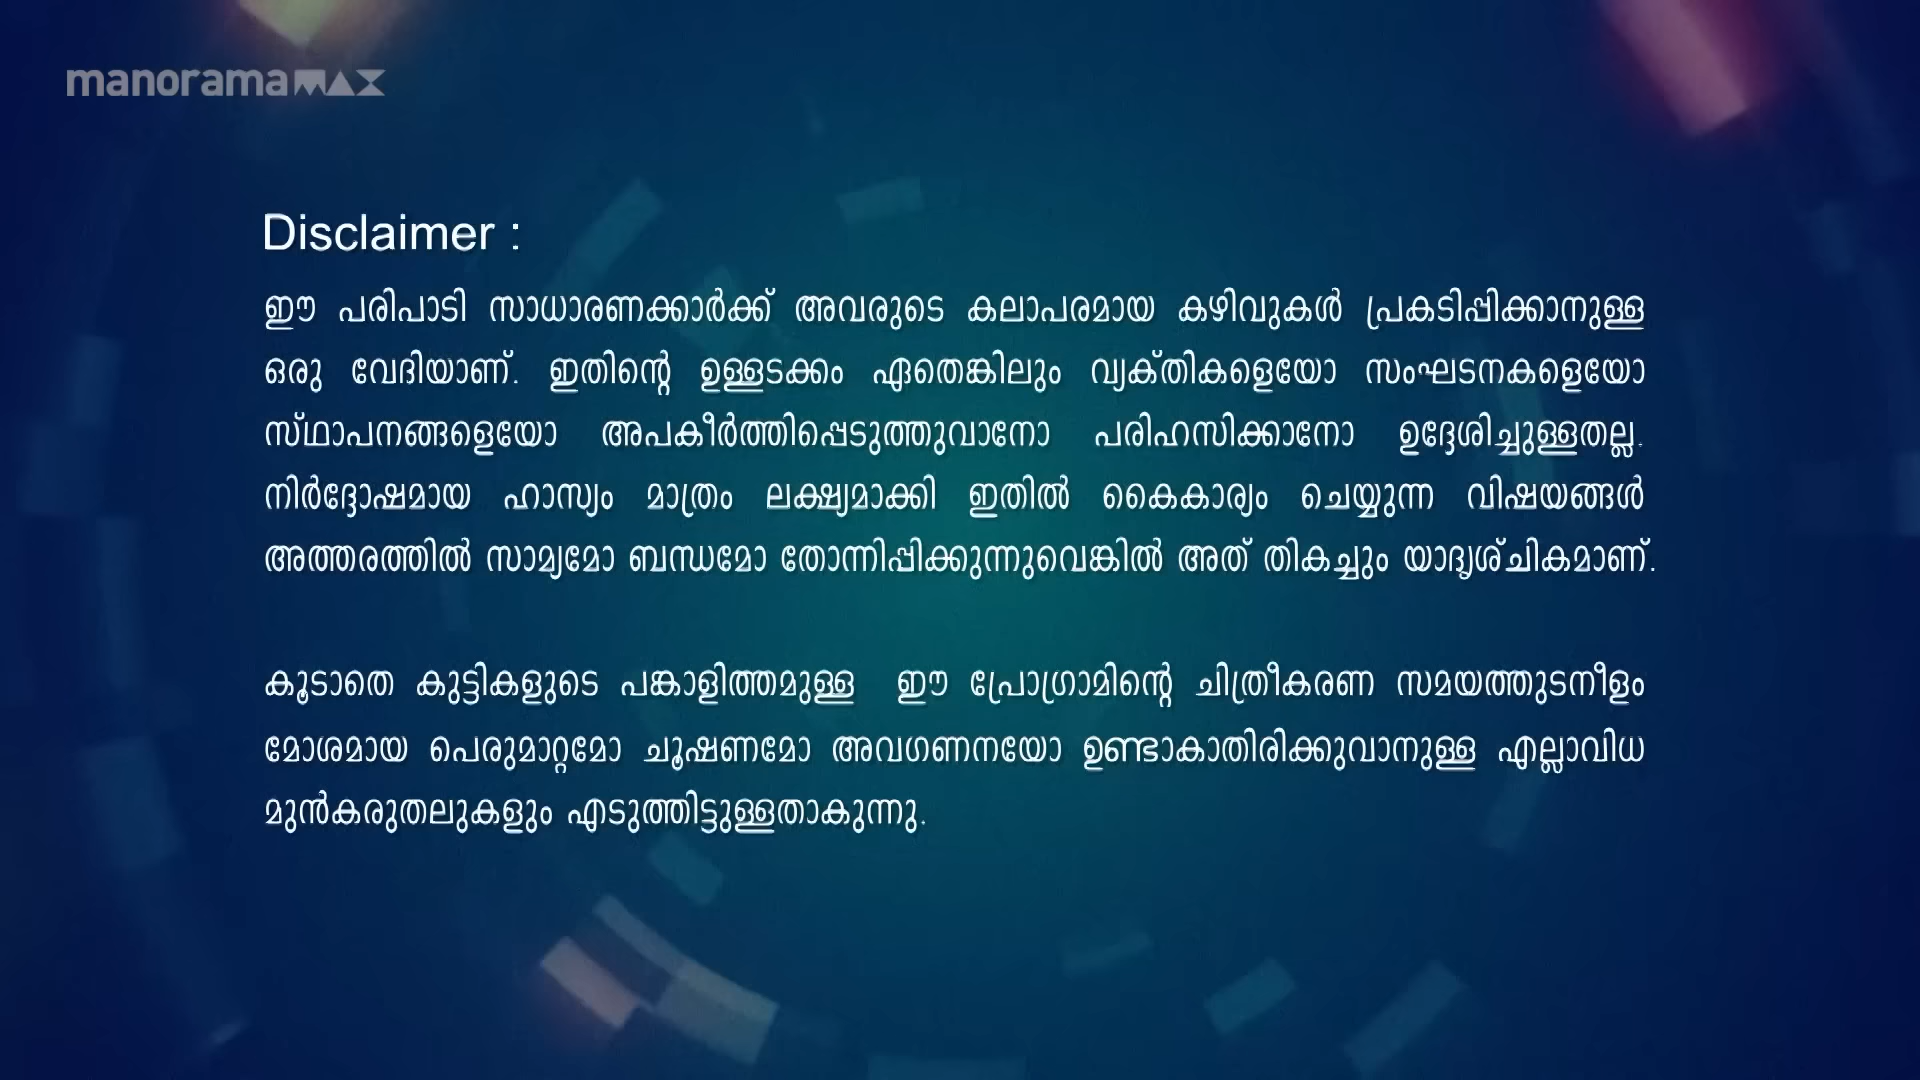 manoramaMAX
Disclaimer :
ഈ പരിപാടി സാധാരണക്കാർക്ക് അവരുടെ കലാപരമായ കഴിവുകൾ പ്രകടിപ്പിക്കാനുള്ള
ഒരു വേദിയാണ്. ഇതിന്റെ ഉള്ളടക്കം ഏതെങ്കിലും വ്യക്തികളെയോ സംഘടനകളെയോ
സ്ഥാപനങ്ങളെയോ അപകീർത്തിപ്പെടുത്തുവാനോ പരിഹസിക്കാനോ ഉദ്ദേശിച്ചുള്ളതല്ല.
നിർദ്ദോഷമായ ഹാസ്യം മാത്രം ലക്ഷ്യമാക്കി ഇതിൽ കൈകാര്യം ചെയ്യുന്ന വിഷയങ്ങൾ
അത്തരത്തിൽ സാമ്യമോ ബന്ധമോ തോന്നിപ്പിക്കുന്നുവെങ്കിൽ അത് തികച്ചും യാദൃശ്ചികമാണ്.
കൂടാതെ കുട്ടികളുടെ പങ്കാളിത്തമുള്ള ഈ പ്രോഗ്രാമിന്റെ ചിത്രീകരണ സമയത്തുടനീളം
മോശമായ പെരുമാറ്റമോ ചൂഷണമോ അവഗണനയോ ഉണ്ടാകാതിരിക്കുവാനുള്ള എല്ലാവിധ
മുൻകരുതലുകളും എടുത്തിട്ടുള്ളതാകുന്നു.